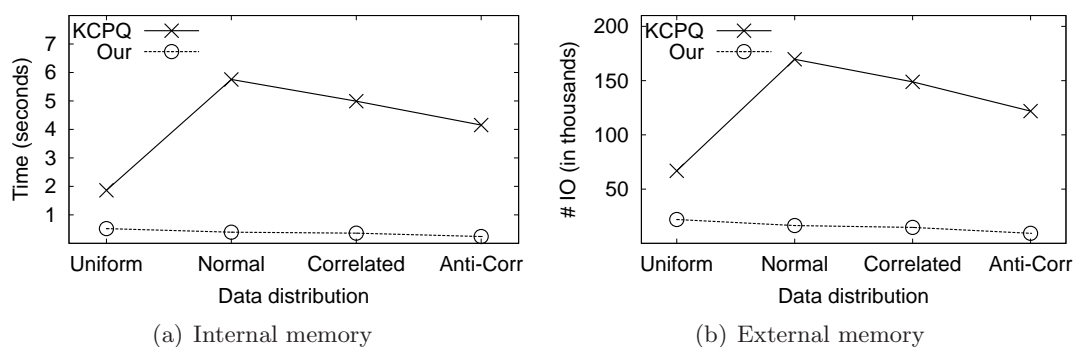 KCPQ
Our
7
6
5
4
3
2
1
Time (seconds)
Uniform Normal Correlated Anti-Corr
Data distribution
(a) Internal memory
KCPQ
Our
200
150
100
50
# IO (in thousands)
Uniform Normal Correlated Anti-Corr
Data distribution
(b) External memory